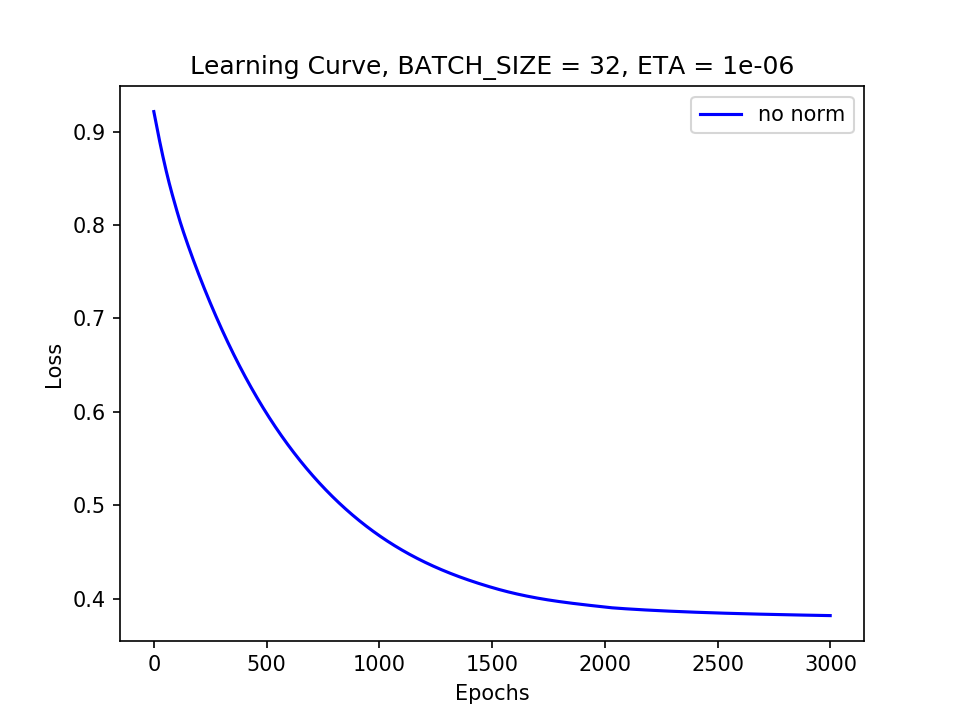 Learning Curve, BATCH_SIZE = 32, ETA = 1e-06
no norm
0.9
0.8
0.7
0.6
0.5
0.4
Loss
0 500 1000 1500 2000 2500 3000
Epochs